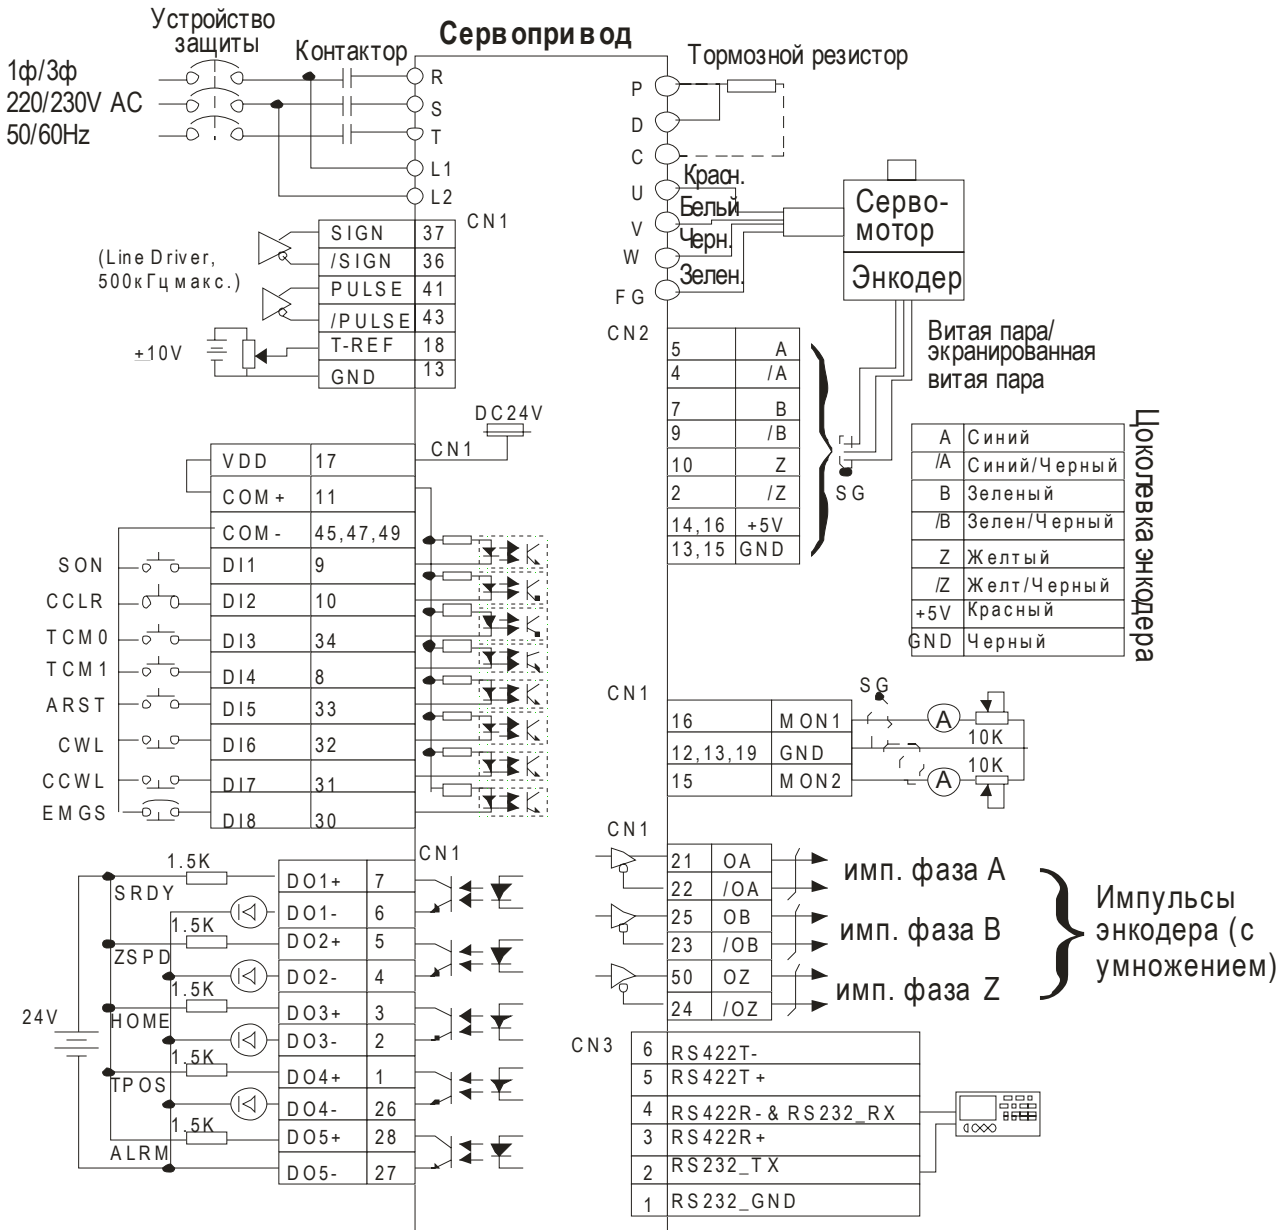 Устройство
защиты
Контактор
Сервопривод
Тормозной резистор
1ф/3ф
220/230V AC
50/60Hz
R
S
T
L1
L2
P
D
C
U
V
W
FG
Красн.
Белый
Черн.
Зелен.
Серво-
мотор
Энкодер
CN1
(Line Driver,
500кГц макс.)
+10V
SIGN 37
/SIGN 36
PULSE 41
/PULSE 43
T-REF 18
GND 13
CN2
5 A
4 /A
7 B
9 /B
10 Z
2 /Z
14,16 +5V
13,15 GND
Витая пара/
экранированная
витая пара
SG
Цоколевка энкодера
A Синий
/A Синий/Черный
B Зеленый
/B Зелен/Черный
Z Желтый
/Z Желт/Черный
+5V Красный
GND Черный
DC24V
CN1
VDD 17
COM+ 11
COM- 45,47,49
SON DI1 9
CCLR DI2 10
TCM0 DI3 34
TCM1 DI4 8
ARST DI5 33
CWL DI6 32
CCWL DI7 31
EMGS DI8 30
CN1
SG
16 MON1
12,13,19 GND
15 MON2
A
10K
10K
A
CN1
1.5K
SRDY
DO1+ 7
DO1- 6
1.5K
ZSPD
DO2+ 5
DO2- 4
1.5K
HOME
DO3+ 3
DO3- 2
1.5K
TPOS
DO4+ 1
DO4- 26
1.5K
ALRM
DO5+ 28
DO5- 27
24V
CN1
21 OA
22 /OA
25 OB
23 /OB
50 OZ
24 /OZ
имп. фаза A
имп. фаза B
имп. фаза Z
Импульсы
энкодера (с
умножением)
CN3
6 RS422T-
5 RS422T+
4 RS422R- & RS232_RX
3 RS422R+
2 RS232_TX
1 RS232_GND